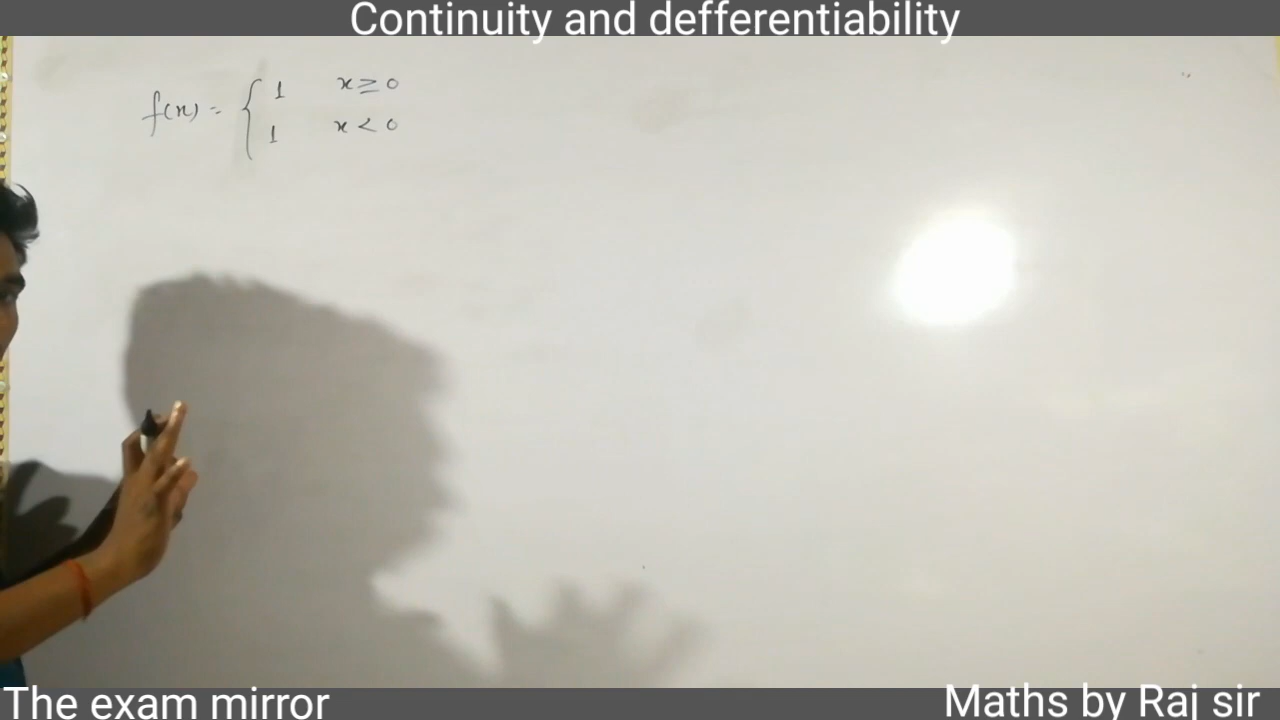 Continuity and defferentiability
f(x) = { 1 x ≥ 0
1 x < 0
The exam mirror
Maths by Raj sir